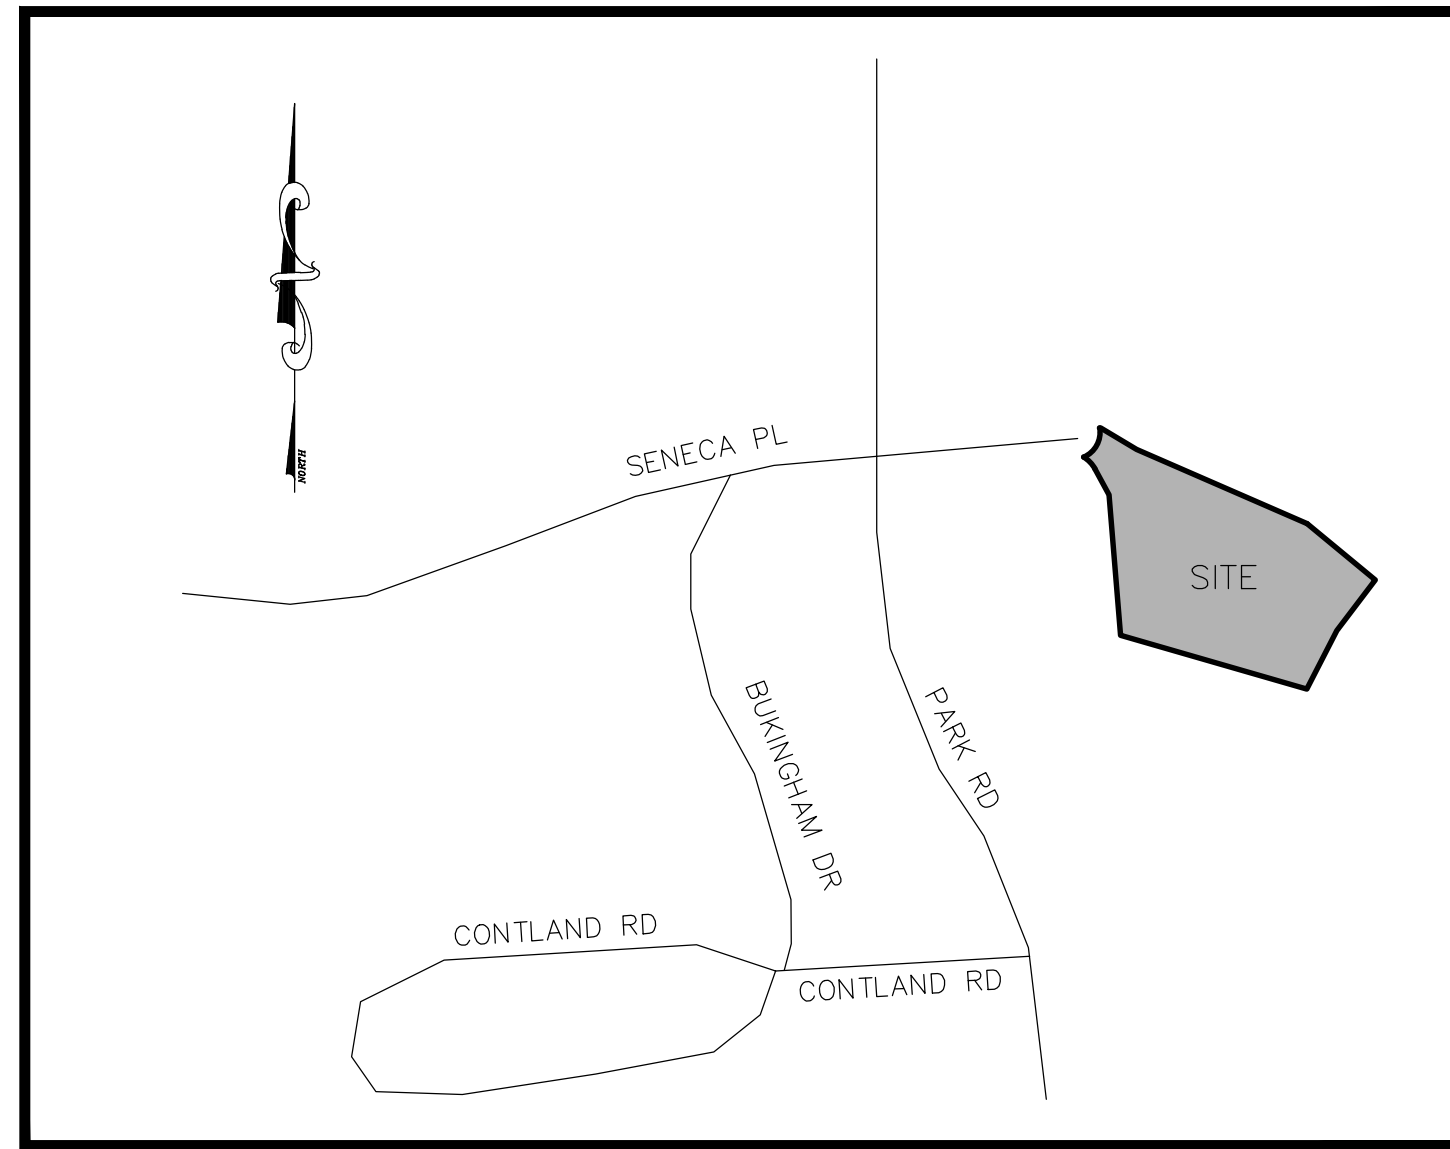 NORTH
SENECA PL
SITE
BUKINGHAM DR
PARK RD
CONTLAND RD
CONTLAND RD